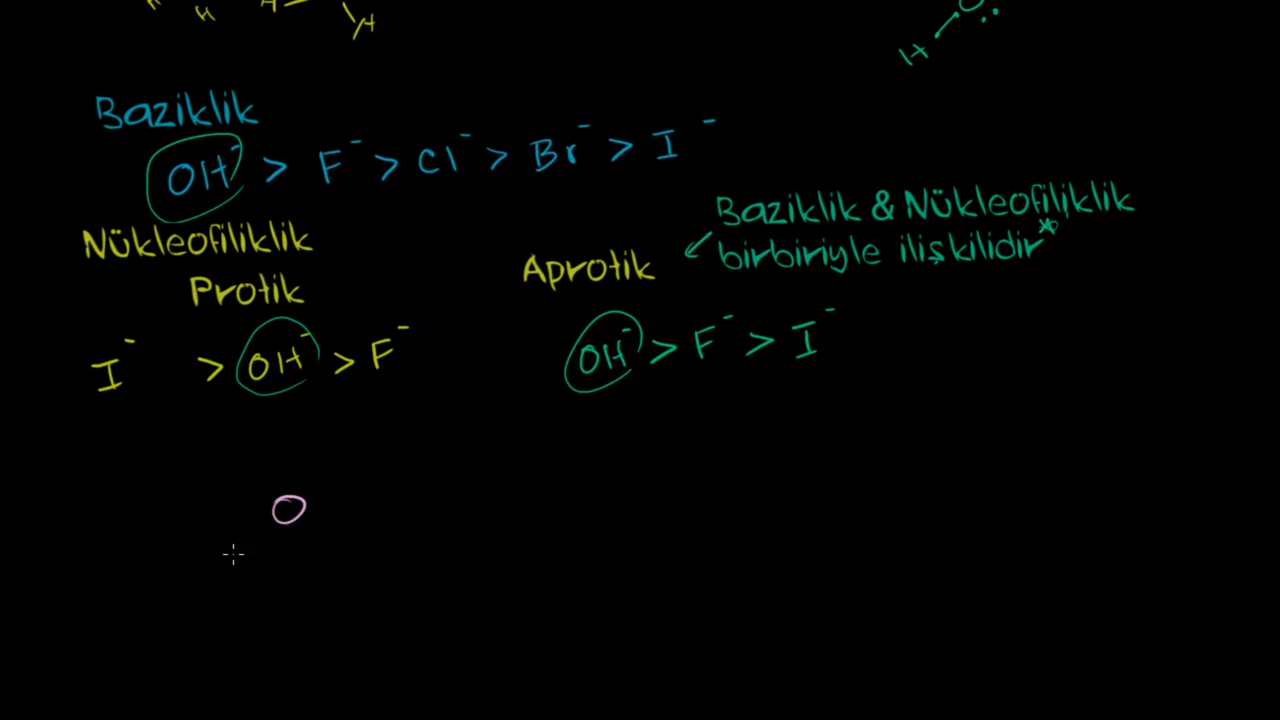 H H H H
H O
Baziklik
OH⁻ > F⁻ > Cl⁻ > Br⁻ > I⁻
Nükleofiliklik
Protik
I⁻ > OH⁻ > F⁻
Baziklik & Nükleofiliklik
birbiriyle ilişkilidir*
Aprotik
OH⁻ > F⁻ > I⁻
O